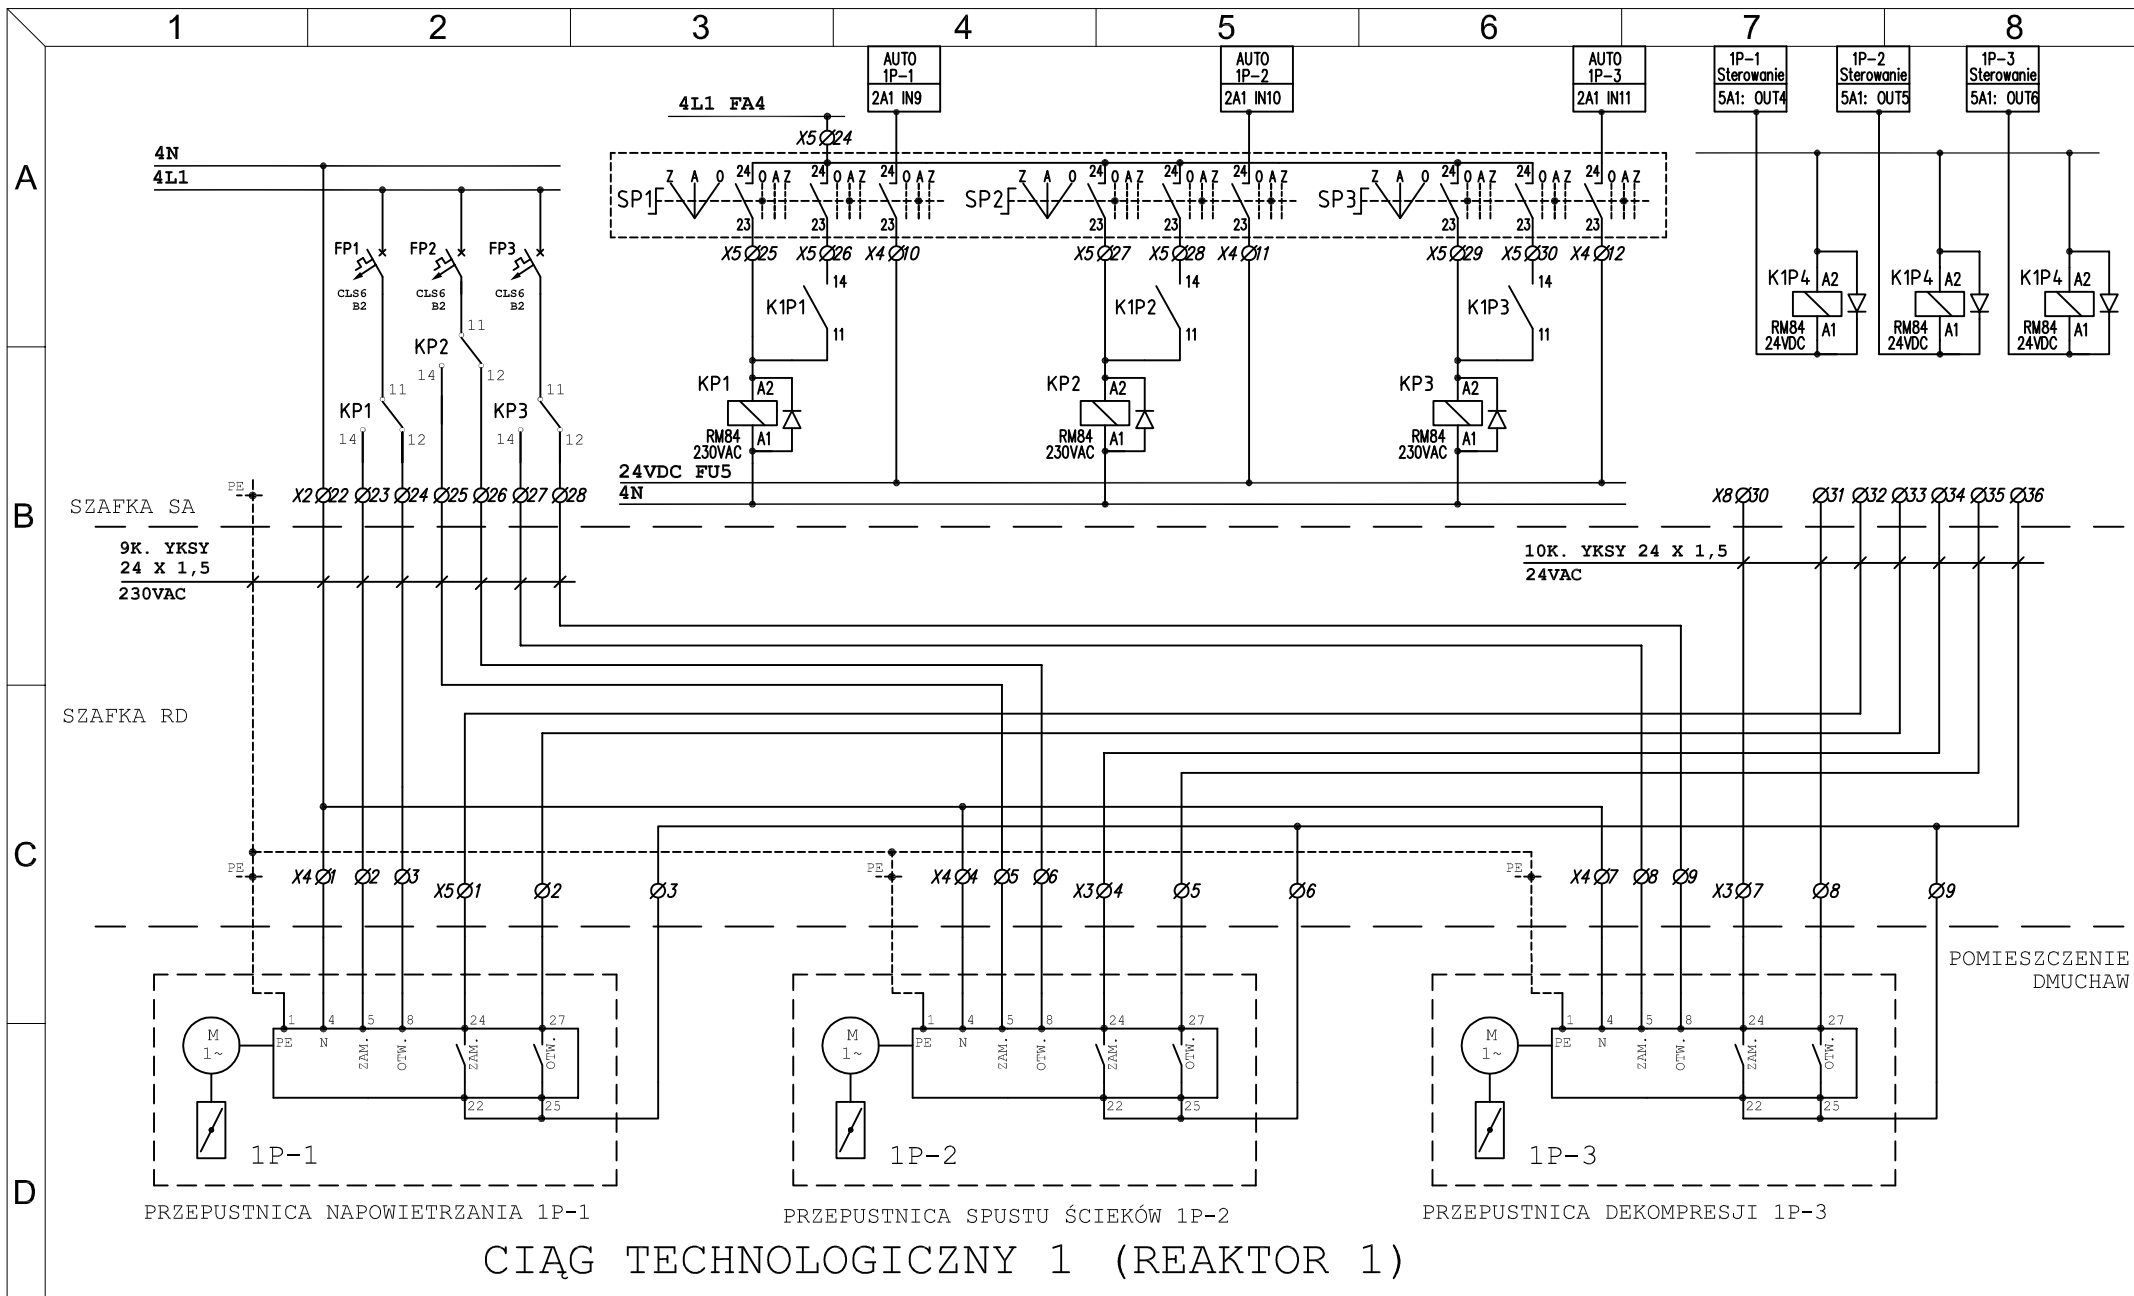 1 2 3 4 5 6 7 8
A
B
C
D
AUTO
1P-1
2A1 IN9
AUTO
1P-2
2A1 IN10
AUTO
1P-3
2A1 IN11
1P-1
Sterowanie
5A1: OUT4
1P-2
Sterowanie
5A1: OUT5
1P-3
Sterowanie
5A1: OUT6
4L1 FA4
X5 24
4N
4L1
SP1 Z A O 24 O A Z 24 O A Z 24 O A Z
23 23 23
SP2 Z A O 24 O A Z 24 O A Z 24 O A Z
23 23 23
SP3 Z A O 24 O A Z 24 O A Z 24 O A Z
23 23 23
X5 25 X5 26 X4 10 X5 27 X5 28 X4 11 X5 29 X5 30 X4 12
FP1
CLS6
B2
FP2
CLS6
B2
FP3
CLS6
B2
11
KP2
14 12
11
KP1
14 12
11
KP3
14 12
14
K1P1
11
14
K1P2
11
14
K1P3
11
K1P4 A2
RM84 A1
24VDC
K1P4 A2
RM84 A1
24VDC
K1P4 A2
RM84 A1
24VDC
KP1 A2
RM84 A1
230VAC
KP2 A2
RM84 A1
230VAC
KP3 A2
RM84 A1
230VAC
24VDC FU5
4N
PE X2 22 23 24 25 26 27 28
X8 30 31 32 33 34 35 36
SZAFKA SA
9K. YKSY
24 X 1,5
230VAC
10K. YKSY 24 X 1,5
24VAC
SZAFKA RD
PE X4 1 2 3 X5 1 2 3
PE X4 4 5 6 X3 4 5 6
PE X4 7 8 9 X3 7 8 9
POMIESZCZENIE
DMUCHAW
M
1~
1 4 5 8 24 27
PE N ZAM. OTW. ZAM. OTW.
22 25
1P-1
M
1~
1 4 5 8 24 27
PE N ZAM. OTW. ZAM. OTW.
22 25
1P-2
M
1~
1 4 5 8 24 27
PE N ZAM. OTW. ZAM. OTW.
22 25
1P-3
PRZEPUSTNICA NAPOWIETRZANIA 1P-1
PRZEPUSTNICA SPUSTU ŚCIEKÓW 1P-2
PRZEPUSTNICA DEKOMPRESJI 1P-3
CIĄG TECHNOLOGICZNY 1 (REAKTOR 1)